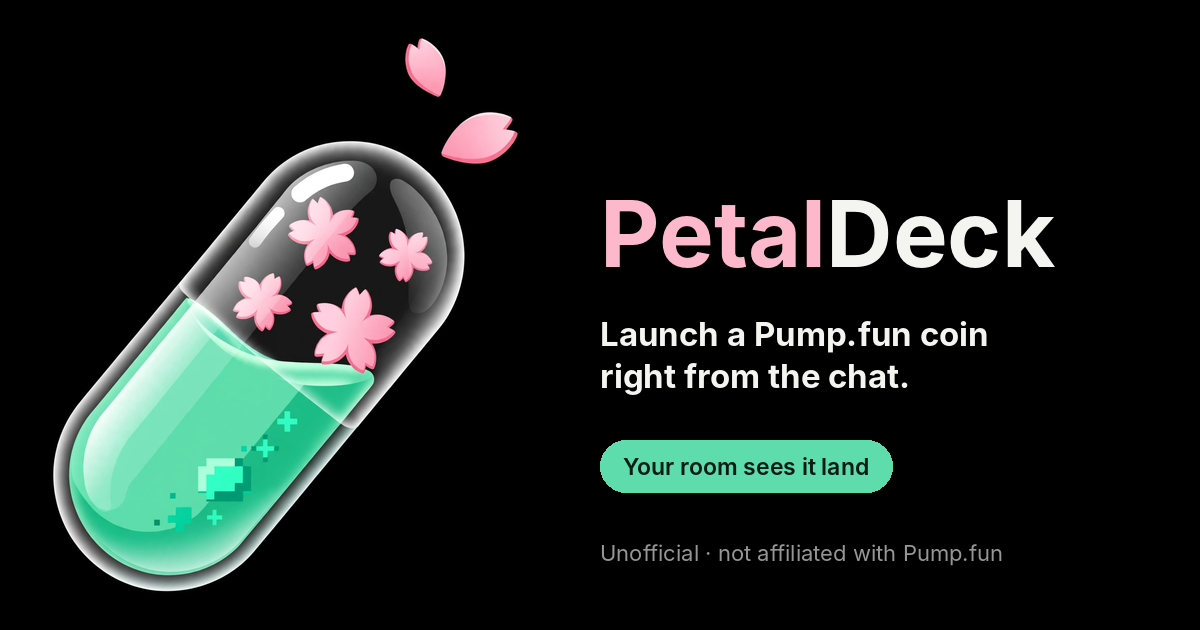 PetalDeck
Launch a Pump.fun coin
right from the chat.
Your room sees it land
Unofficial · not affiliated with Pump.fun